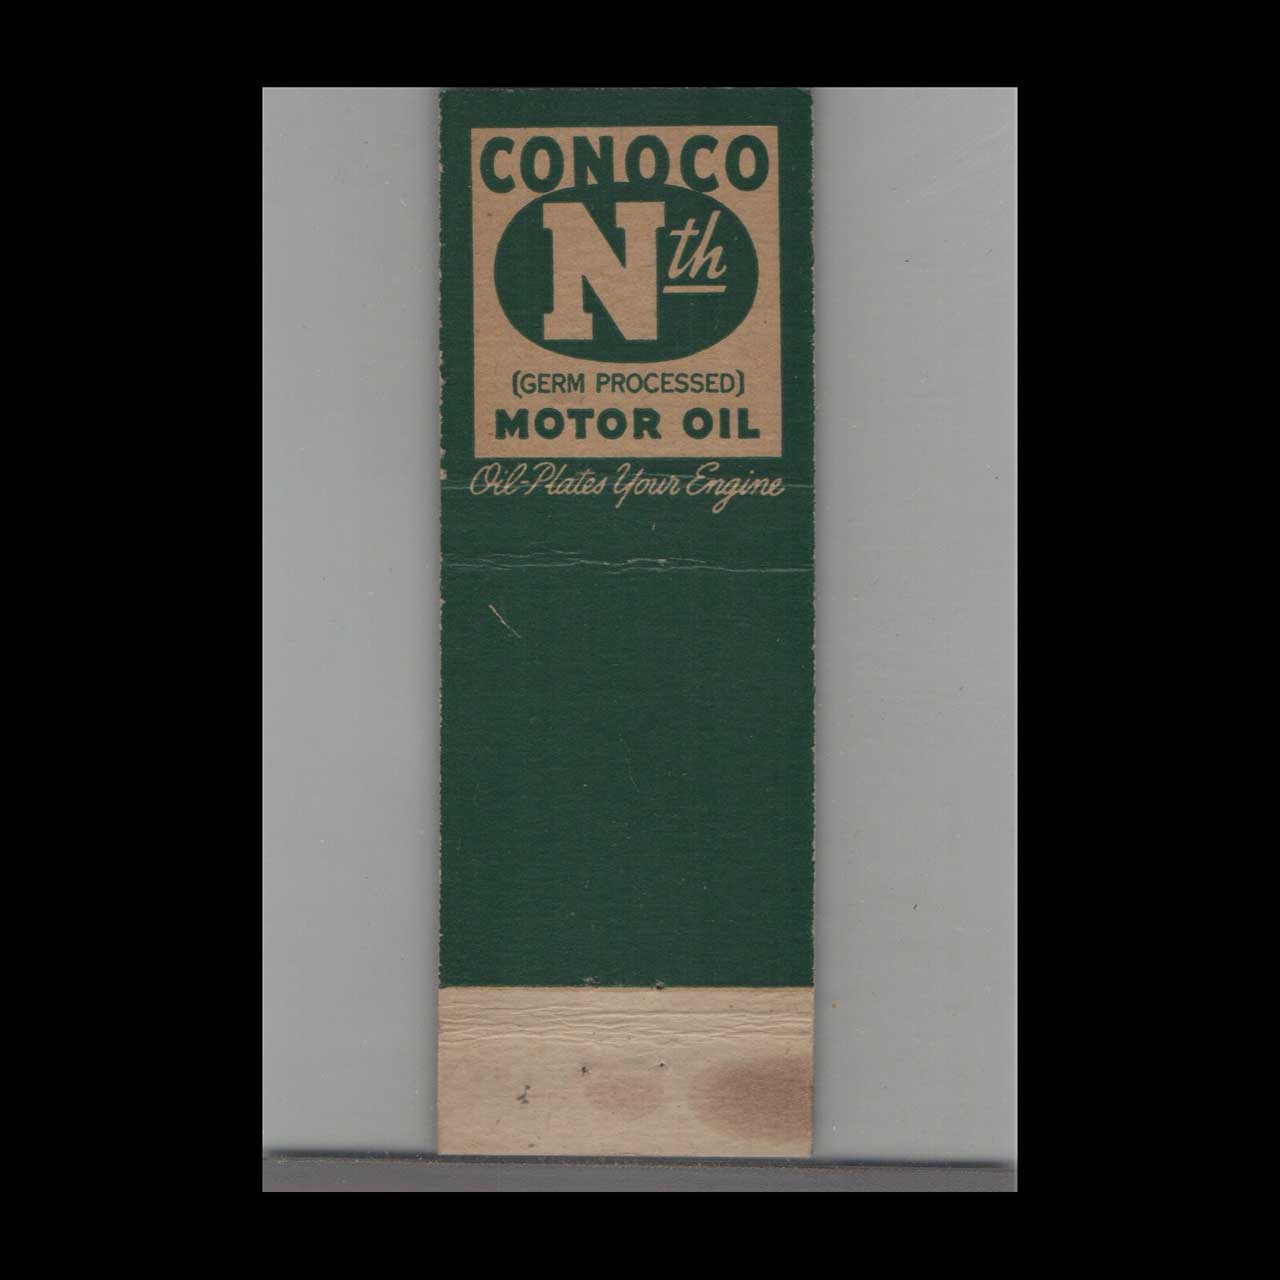 CONOCO
Nth
(GERM PROCESSED)
MOTOR OIL
Oil-Plates Your Engine